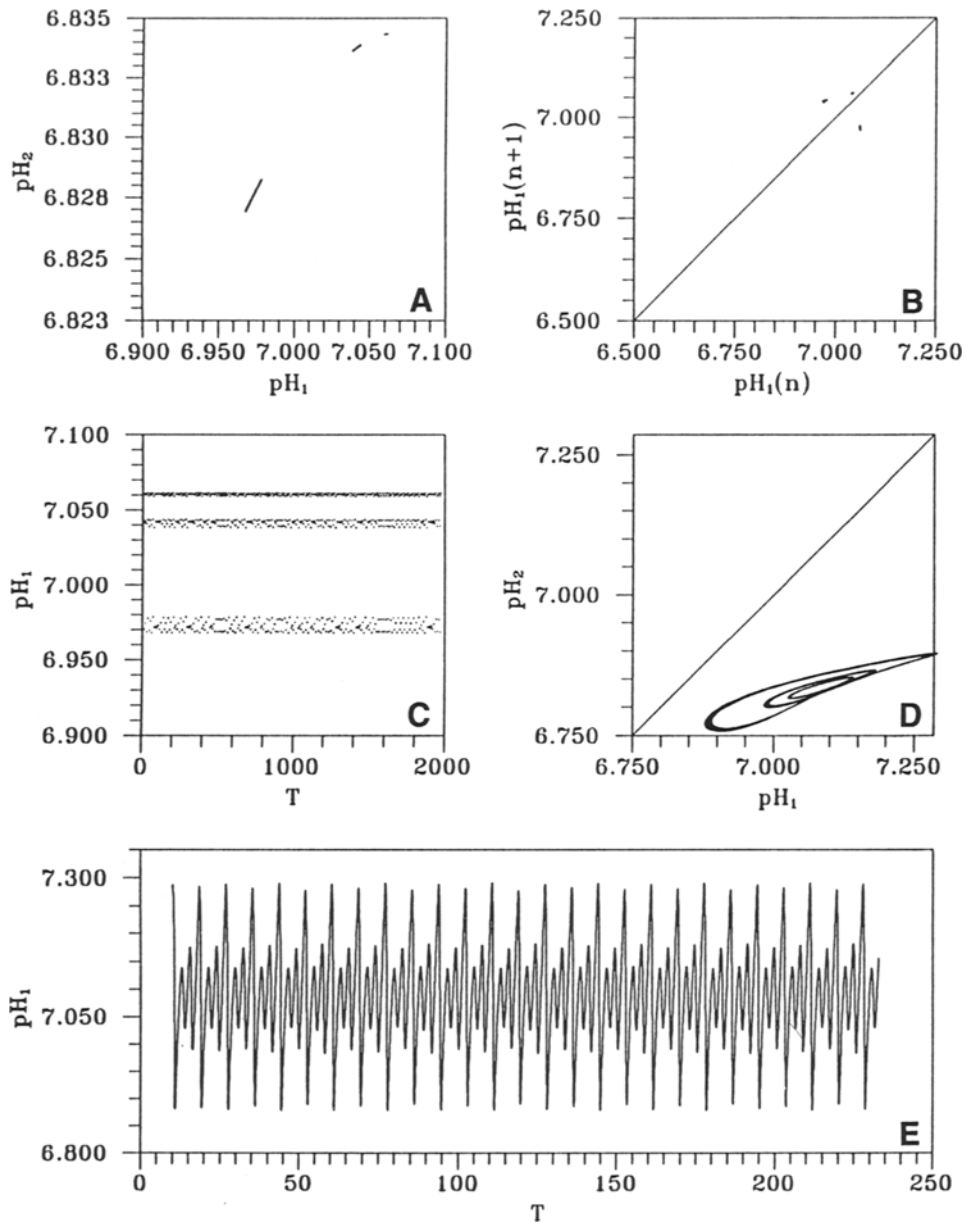 6.835
6.833
6.830
6.828
6.825
6.823
pH₂
A
6.900 6.950 7.000 7.050 7.100
pH₁
7.250
7.000
6.750
6.500
pH₁(n+1)
B
6.500 6.750 7.000 7.250
pH₁(n)
7.100
7.050
7.000
6.950
6.900
pH₁
C
0 1000 2000
T
7.250
7.000
6.750
pH₂
D
6.750 7.000 7.250
pH₁
7.300
7.050
6.800
pH₁
E
0 50 100 150 200 250
T